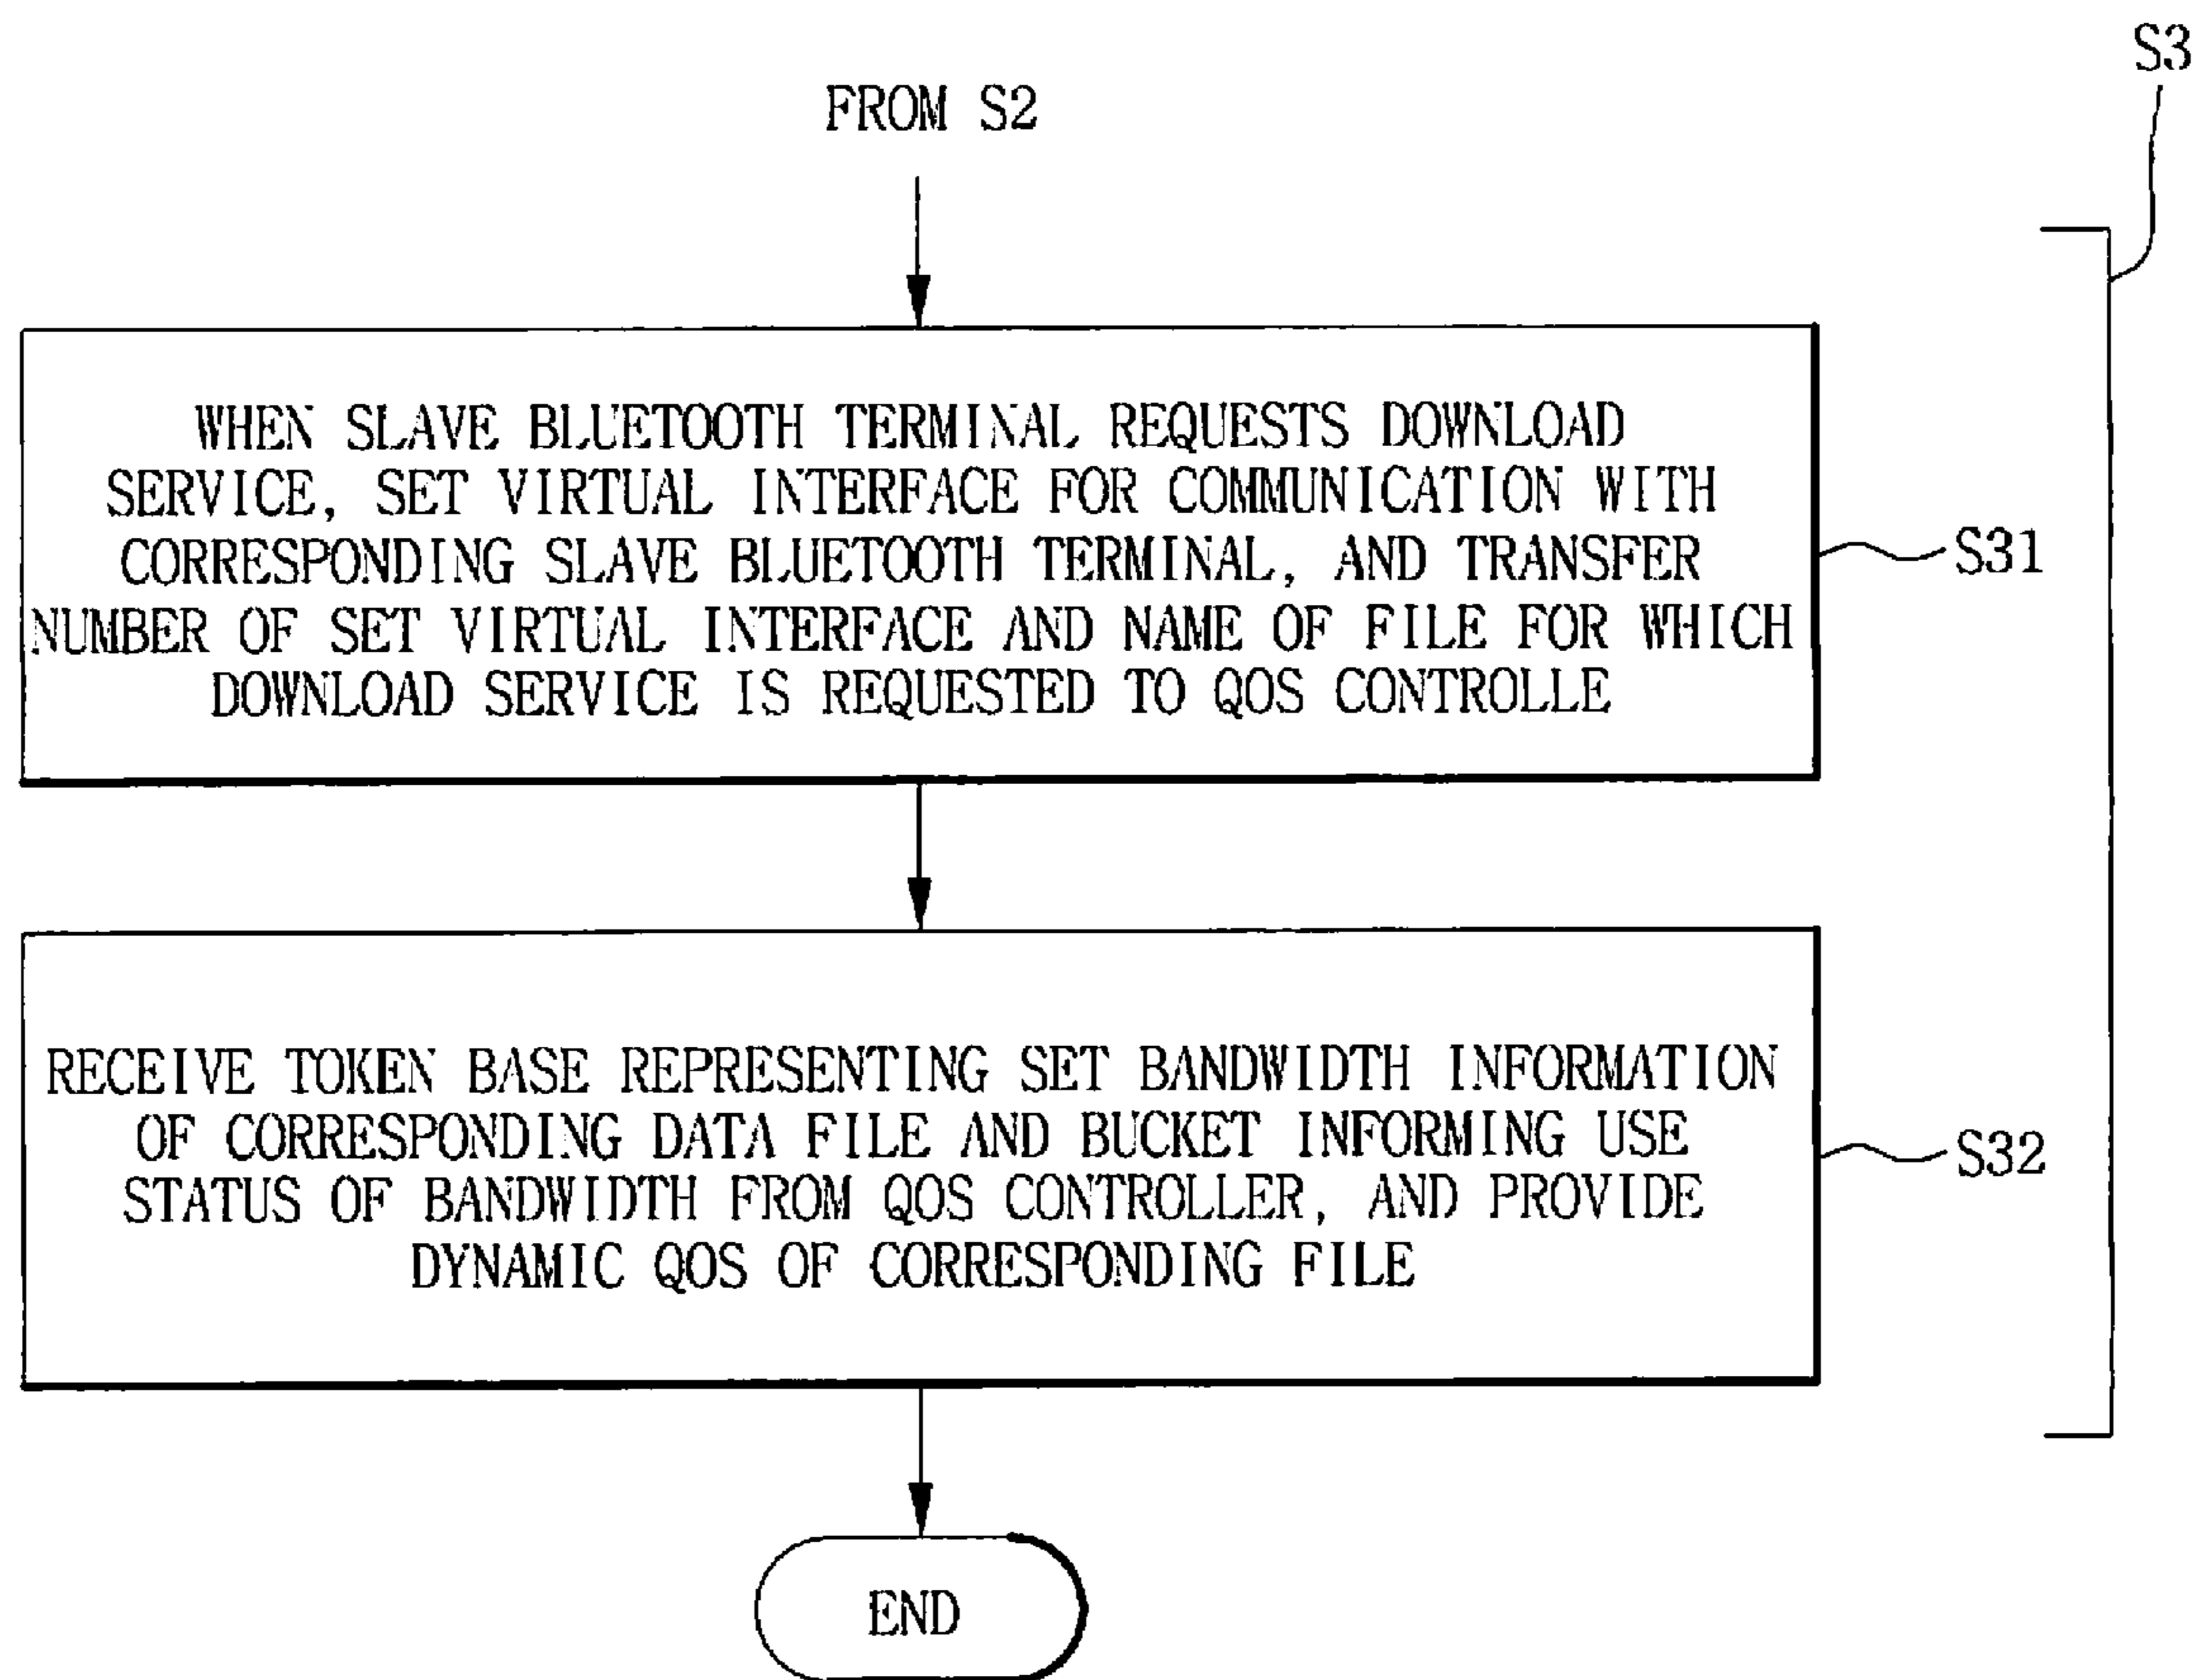 S3
FROM S2
WHEN SLAVE BLUETOOTH TERMINAL REQUESTS DOWNLOAD
SERVICE, SET VIRTUAL INTERFACE FOR COMMUNICATION WITH
CORRESPONDING SLAVE BLUETOOTH TERMINAL, AND TRANSFER
NUMBER OF SET VIRTUAL INTERFACE AND NAME OF FILE FOR WHICH
DOWNLOAD SERVICE IS REQUESTED TO QOS CONTROLLE
S31
RECEIVE TOKEN BASE REPRESENTING SET BANDWIDTH INFORMATION
OF CORRESPONDING DATA FILE AND BUCKET INFORMING USE
STATUS OF BANDWIDTH FROM QOS CONTROLLER, AND PROVIDE
DYNAMIC QOS OF CORRESPONDING FILE
S32
END